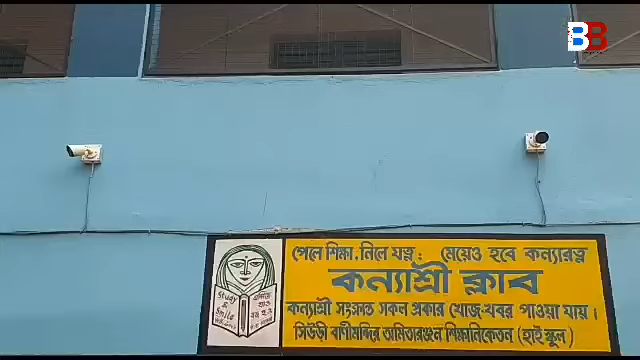 BB
পেলে শিক্ষা, নিলে যত্ন : মেয়েও হবে কন্যারত্ন
কন্যাশ্রী ক্লাব
কন্যাশ্রী সংক্রান্ত সকল প্রকার খোঁজ-খবর পাওয়া যায়।
সিউড়ী বাণীমন্দির অমিতারঞ্জন শিক্ষানিকেতন (হাই স্কুল)
Study
&
Smile